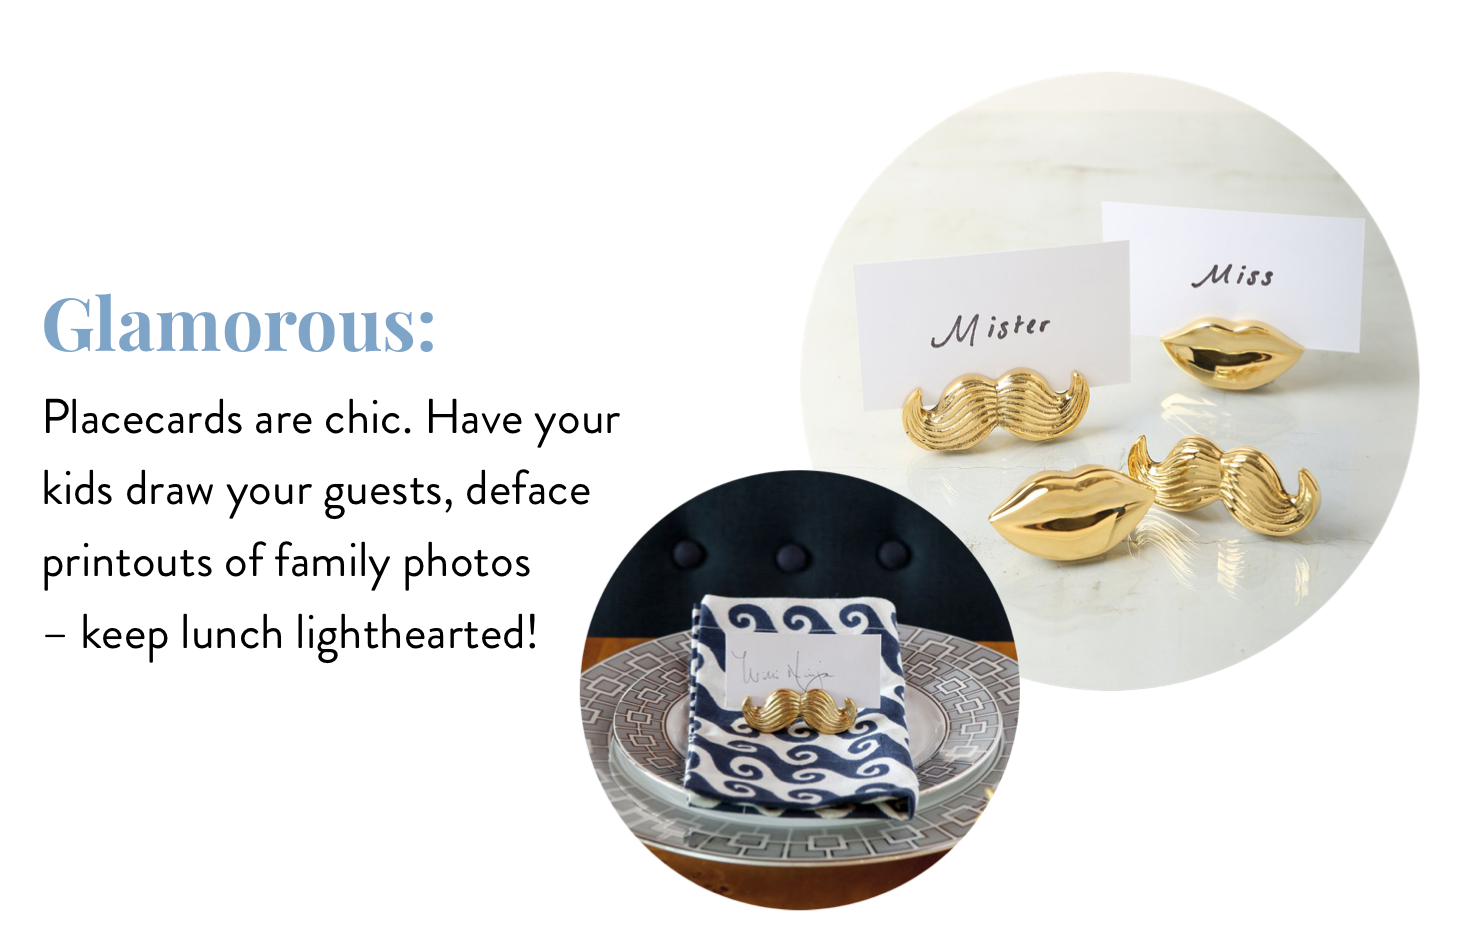 Glamorous:
Placecards are chic. Have your
kids draw your guests, deface
printouts of family photos
– keep lunch lighthearted!
Mister
Miss